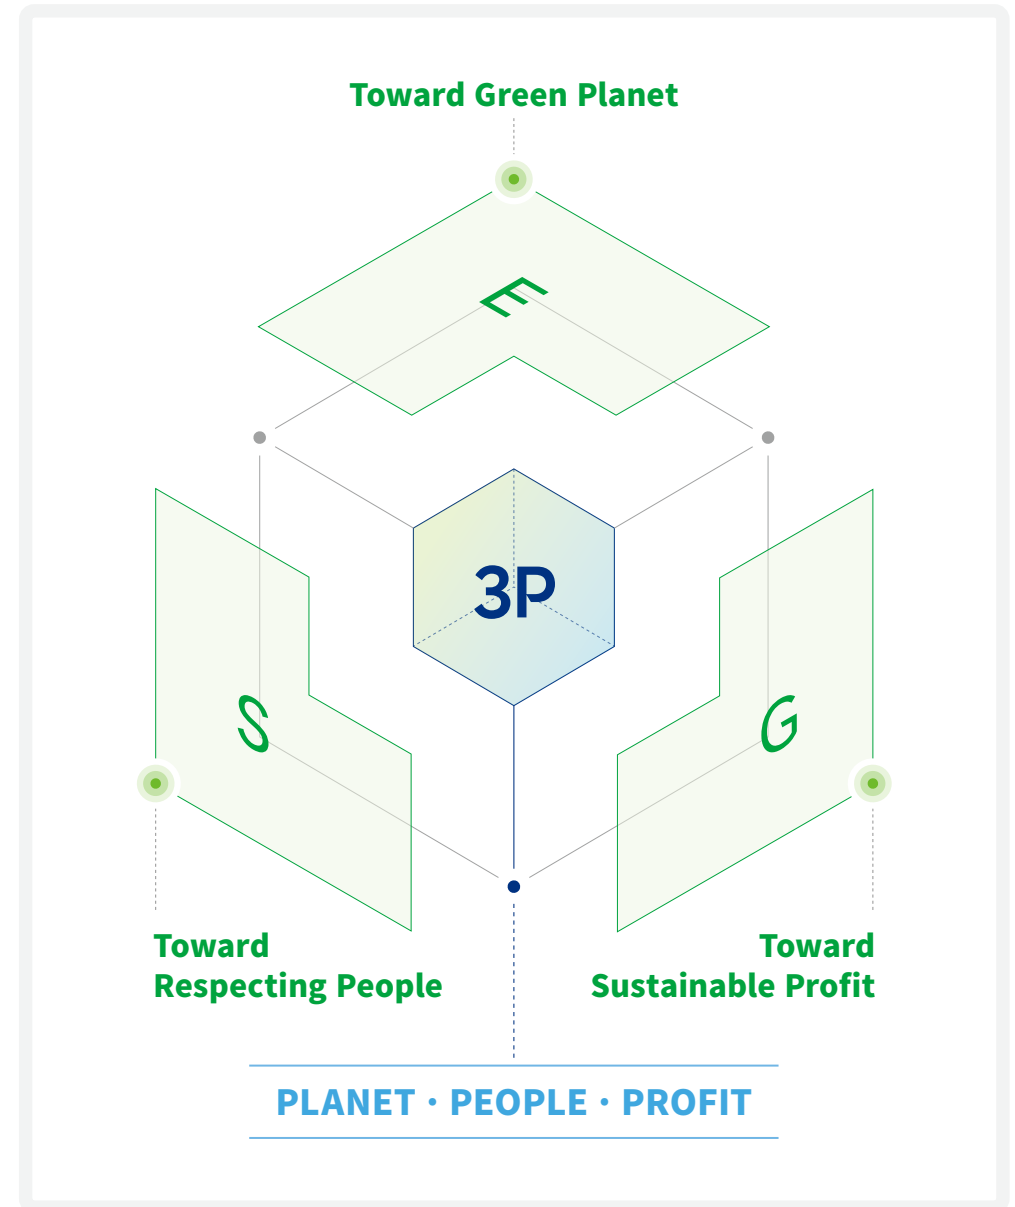 Toward Green Planet
E
3P
S
G
Toward
Respecting People
Toward
Sustainable Profit
PLANET · PEOPLE · PROFIT